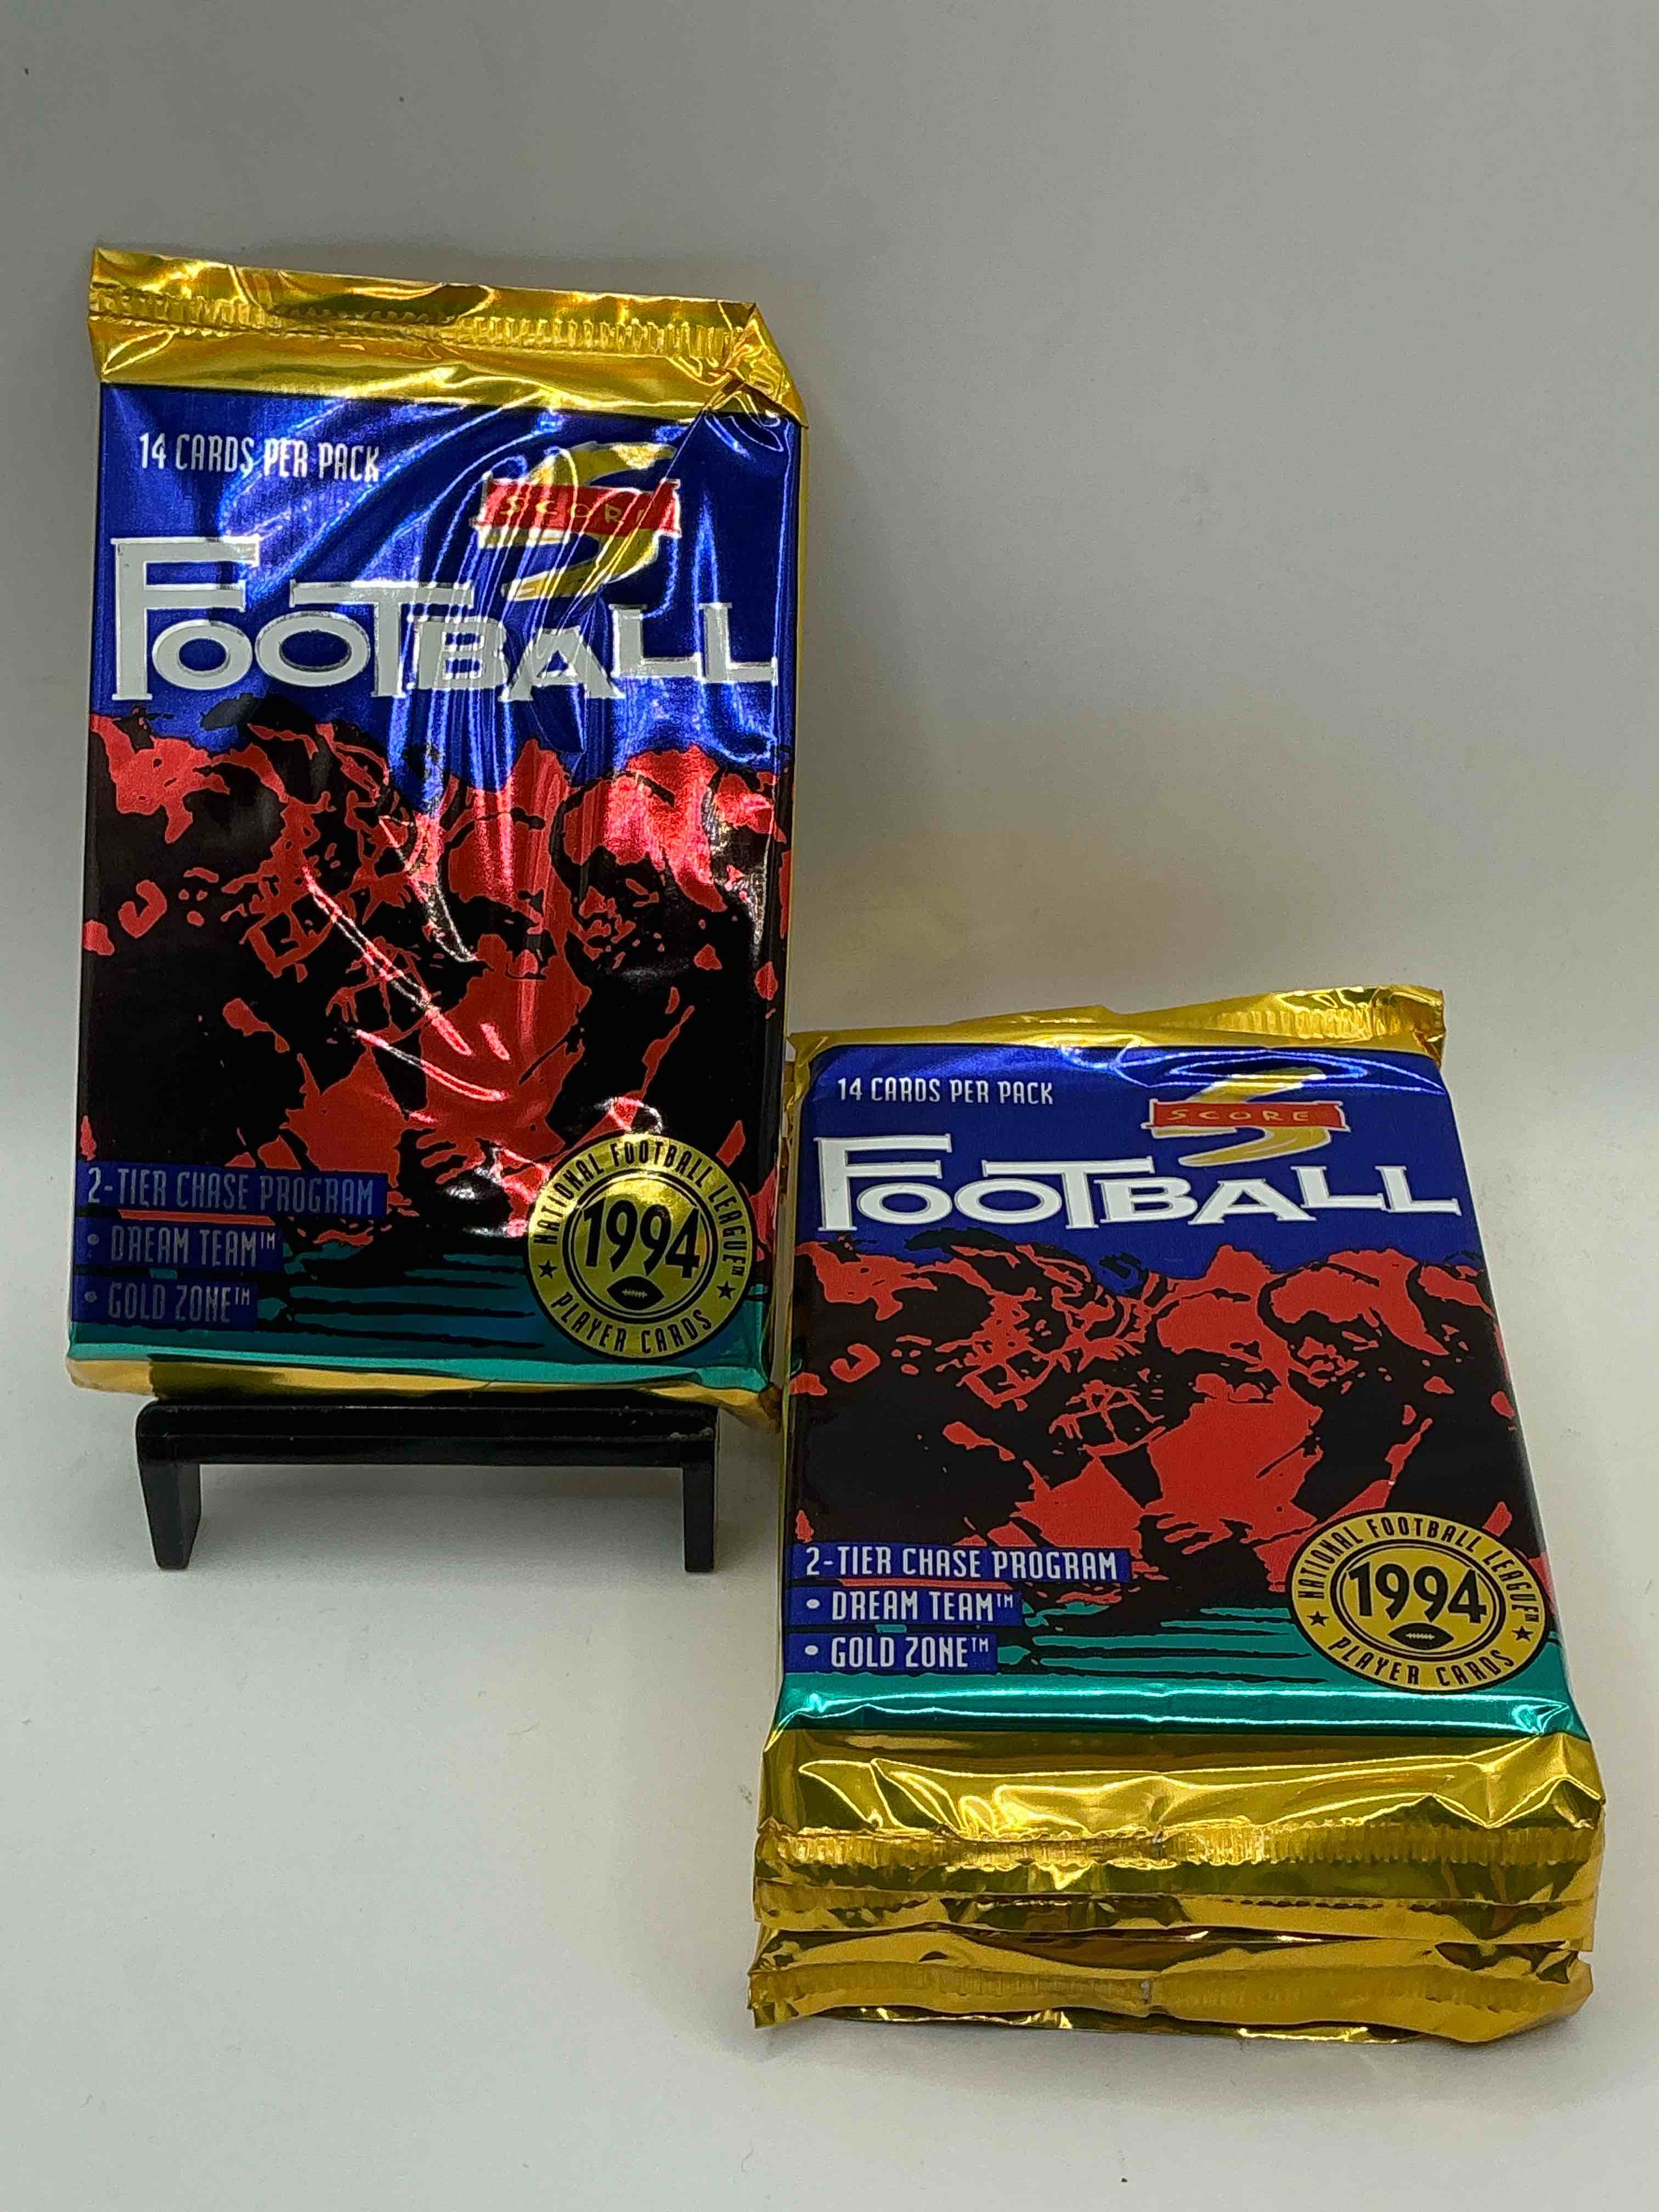 14 CARDS PER PACK
SCORE
FOOTBALL
2-TIER CHASE PROGRAM
• DREAM TEAM™
• GOLD ZONE™
NATIONAL FOOTBALL LEAGUE™
1994
★ PLAYER CARDS ★
14 CARDS PER PACK
SCORE
FOOTBALL
2-TIER CHASE PROGRAM
• DREAM TEAM™
• GOLD ZONE™
NATIONAL FOOTBALL LEAGUE™
1994
★ PLAYER CARDS ★